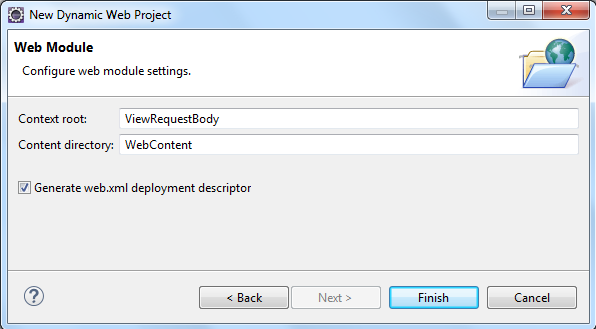 New Dynamic Web Project
Web Module
Configure web module settings.
Context root: ViewRequestBody
Content directory: WebContent
Generate web.xml deployment descriptor
? < Back Next > Finish Cancel